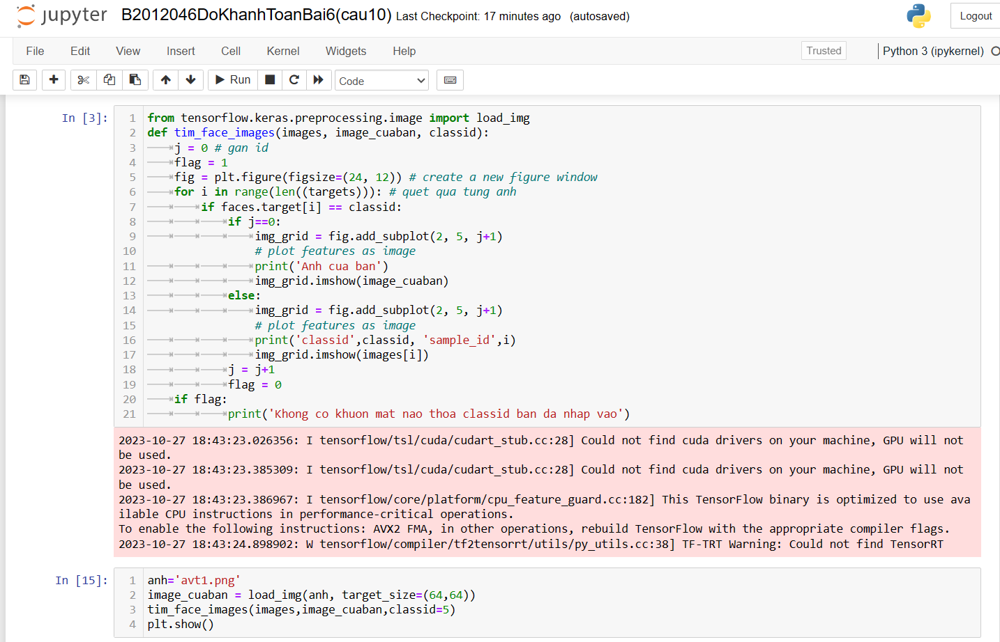 jupyter B2012046DoKhanhToanBai6(cau10) Last Checkpoint: 17 minutes ago (autosaved)
Logout
File Edit View Insert Cell Kernel Widgets Help
Trusted
Python 3 (ipykernel)
Run
Code
In [3]:
1 from tensorflow.keras.preprocessing.image import load_img
2 def tim_face_images(images, image_cuaban, classid):
3 j = 0 # gan id
4 flag = 1
5 fig = plt.figure(figsize=(24, 12)) # create a new figure window
6 for i in range(len((targets))): # quet qua tung anh
7 if faces.target[i] == classid:
8 if j==0:
9 img_grid = fig.add_subplot(2, 5, j+1)
10 # plot features as image
11 print('Anh cua ban')
12 img_grid.imshow(image_cuaban)
13 else:
14 img_grid = fig.add_subplot(2, 5, j+1)
15 # plot features as image
16 print('classid',classid, 'sample_id',i)
17 img_grid.imshow(images[i])
18 j = j+1
19 flag = 0
20 if flag:
21 print('Khong co khuon mat nao thoa classid ban da nhap vao')
2023-10-27 18:43:23.026356: I tensorflow/tsl/cuda/cudart_stub.cc:28] Could not find cuda drivers on your machine, GPU will not
be used.
2023-10-27 18:43:23.385309: I tensorflow/tsl/cuda/cudart_stub.cc:28] Could not find cuda drivers on your machine, GPU will not
be used.
2023-10-27 18:43:23.386967: I tensorflow/core/platform/cpu_feature_guard.cc:182] This TensorFlow binary is optimized to use ava
ilable CPU instructions in performance-critical operations.
To enable the following instructions: AVX2 FMA, in other operations, rebuild TensorFlow with the appropriate compiler flags.
2023-10-27 18:43:24.898902: W tensorflow/compiler/tf2tensorrt/utils/py_utils.cc:38] TF-TRT Warning: Could not find TensorRT
In [15]:
1 anh='avt1.png'
2 image_cuaban = load_img(anh, target_size=(64,64))
3 tim_face_images(images,image_cuaban,classid=5)
4 plt.show()